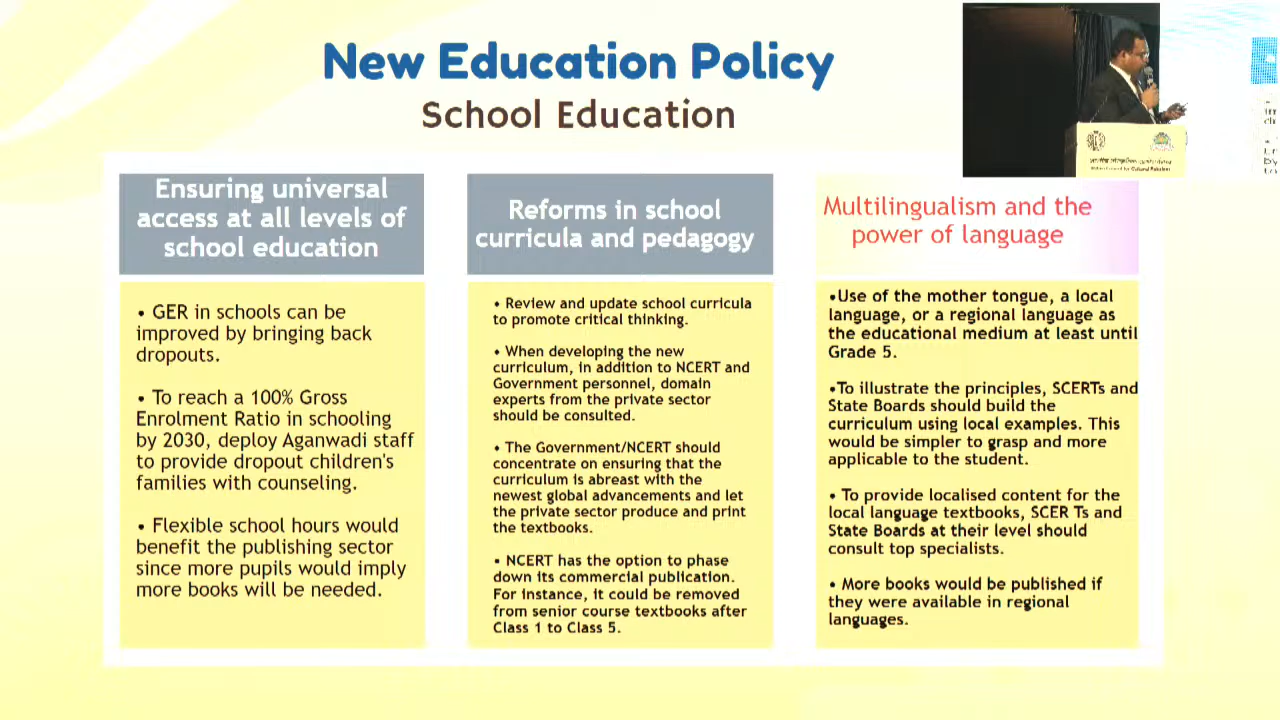 New Education Policy
School Education
Ensuring universal
access at all levels of
school education
• GER in schools can be
improved by bringing back
dropouts.
• To reach a 100% Gross
Enrolment Ratio in schooling
by 2030, deploy Aganwadi staff
to provide dropout children's
families with counseling.
• Flexible school hours would
benefit the publishing sector
since more pupils would imply
more books will be needed.
Reforms in school
curricula and pedagogy
• Review and update school curricula
to promote critical thinking.
• When developing the new
curriculum, in addition to NCERT and
Government personnel, domain
experts from the private sector
should be consulted.
• The Government/NCERT should
concentrate on ensuring that the
curriculum is abreast with the
newest global advancements and let
the private sector produce and print
the textbooks.
• NCERT has the option to phase
down its commercial publication.
For instance, it could be removed
from senior course textbooks after
Class 1 to Class 5.
Multilingualism and the
power of language
•Use of the mother tongue, a local
language, or a regional language as
the educational medium at least until
Grade 5.
•To illustrate the principles, SCERTs and
State Boards should build the
curriculum using local examples. This
would be simpler to grasp and more
applicable to the student.
• To provide localised content for the
local language textbooks, SCER Ts and
State Boards at their level should
consult top specialists.
• More books would be published if
they were available in regional
languages.